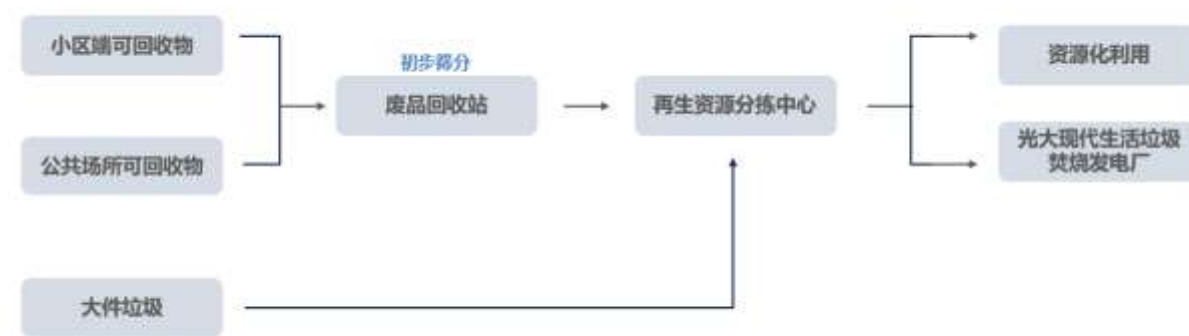 小区端可回收物
初步筛分
废品回收站
公共场所可回收物
大件垃圾
再生资源分拣中心
资源化利用
光大现代生活垃圾
焚烧发电厂